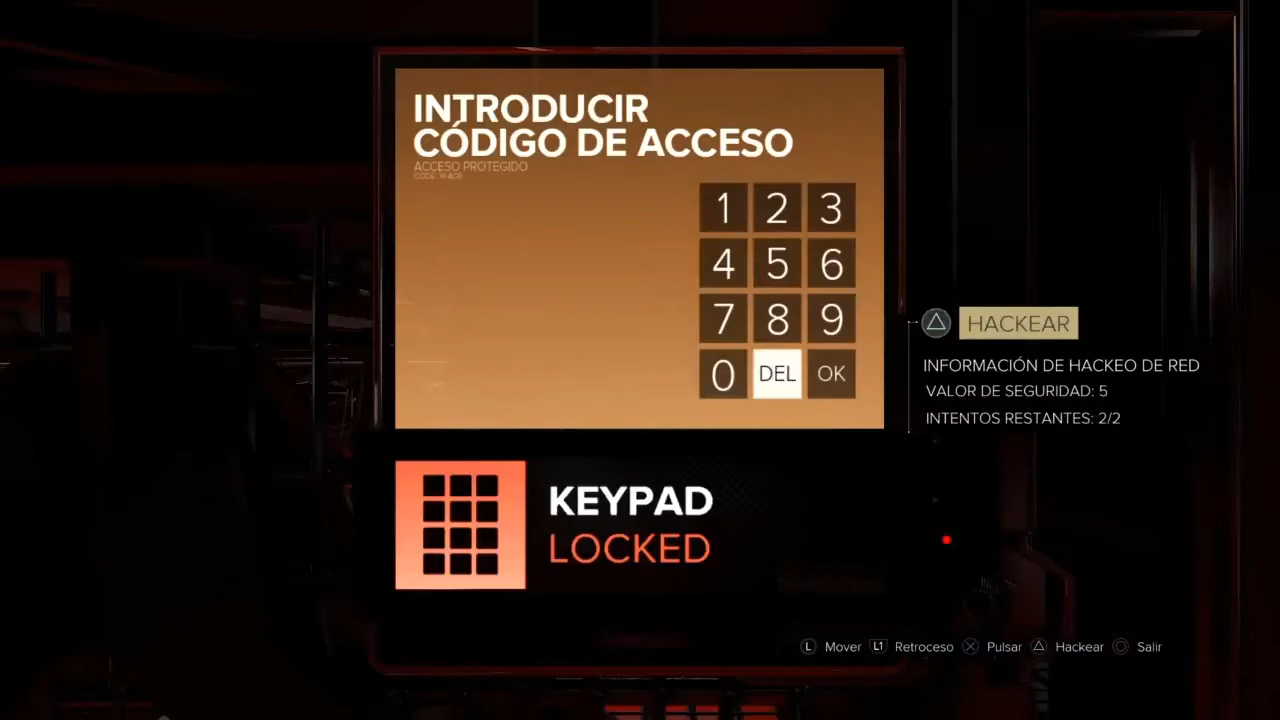 INTRODUCIR
CÓDIGO DE ACCESO
ACCESO PROTEGIDO
1 2 3
4 5 6
7 8 9
0 DEL OK
HACKEAR
INFORMACIÓN DE HACKEO DE RED
VALOR DE SEGURIDAD: 5
INTENTOS RESTANTES: 2/2
KEYPAD
LOCKED
L Mover L1 Retroceso Pulsar Hackear Salir